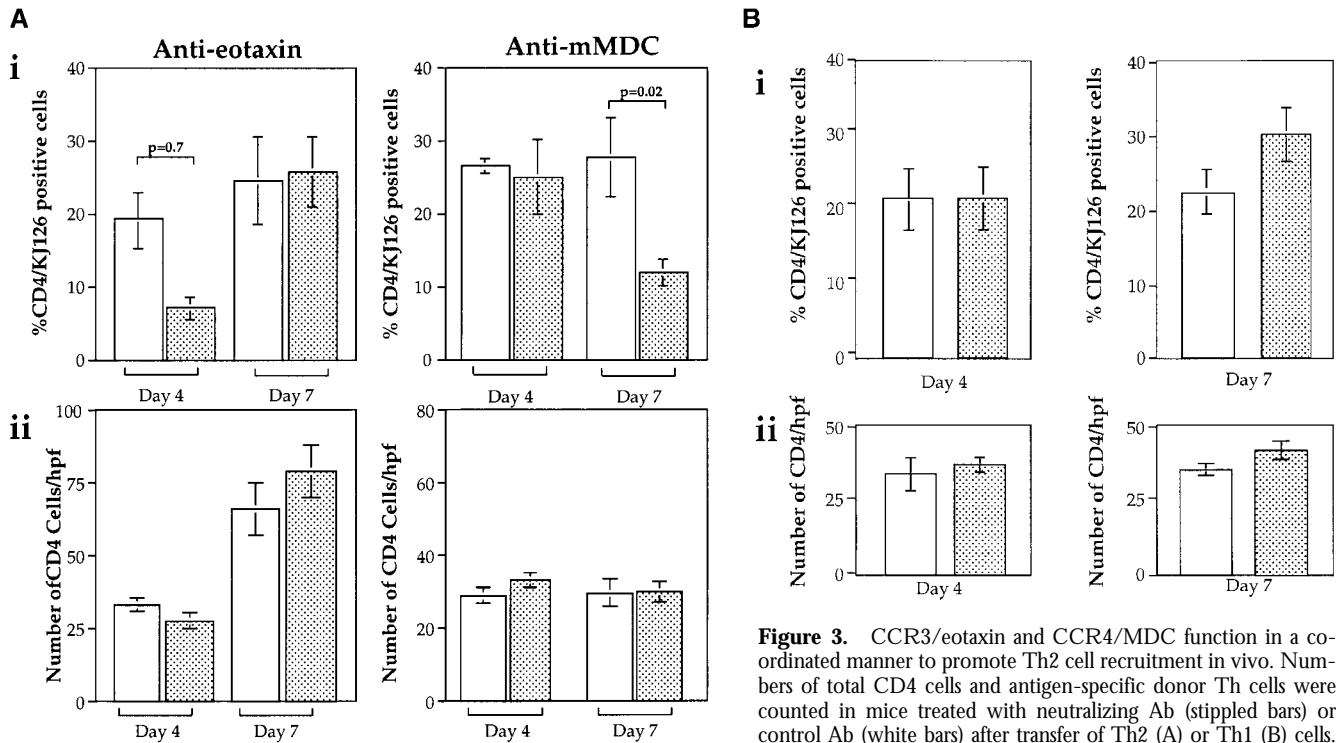 A
B
Anti-eotaxin
Anti-mMDC
i
%CD4/KJ126 positive cells
40
30
20
10
0
p=0.7
Day 4
Day 7
% CD4/KJ126 positive cells
40
30
20
10
0
p=0.02
Day 4
Day 7
i
% CD4/KJ126 positive cells
40
30
20
10
0
Day 4
% CD4/KJ126 positive cells
40
30
20
10
0
Day 7
ii
Number ofCD4 Cells/hpf
100
75
50
25
0
Day 4
Day 7
Number of CD4 Cells/hpf
80
60
40
20
0
Day 4
Day 7
ii
Number of CD4/hpf
50
25
0
Day 4
Number of CD4/hpf
50
25
0
Day 7
Figure 3. CCR3/eotaxin and CCR4/MDC function in a co-
ordinated manner to promote Th2 cell recruitment in vivo. Num-
bers of total CD4 cells and antigen-specific donor Th cells were
counted in mice treated with neutralizing Ab (stippled bars) or
control Ab (white bars) after transfer of Th2 (A) or Th1 (B) cells.